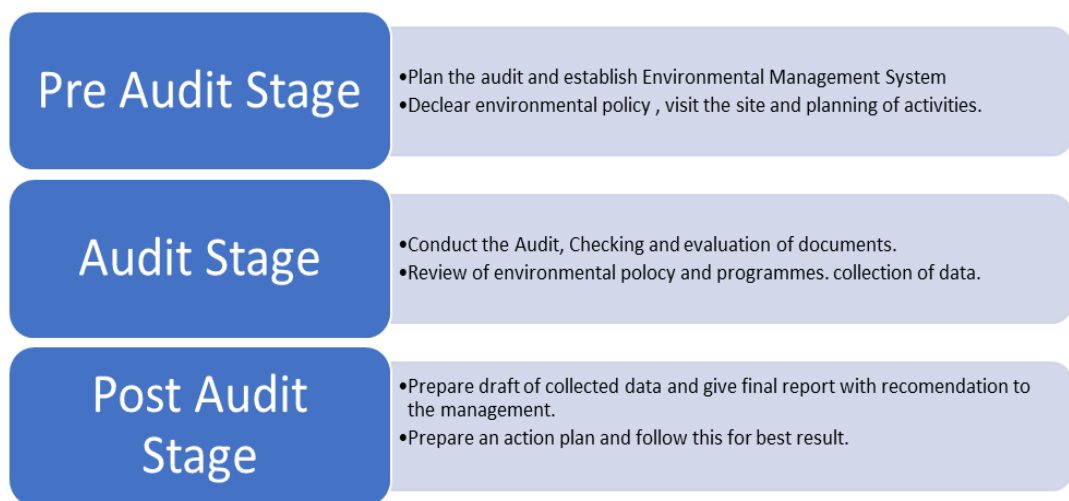 Pre Audit Stage
•Plan the audit and establish Environmental Management System
•Declear environmental policy , visit the site and planning of activities.
Audit Stage
•Conduct the Audit, Checking and evaluation of documents.
•Review of environmental polocy and programmes. collection of data.
Post Audit
Stage
•Prepare draft of collected data and give final report with recomendation to
the management.
•Prepare an action plan and follow this for best result.